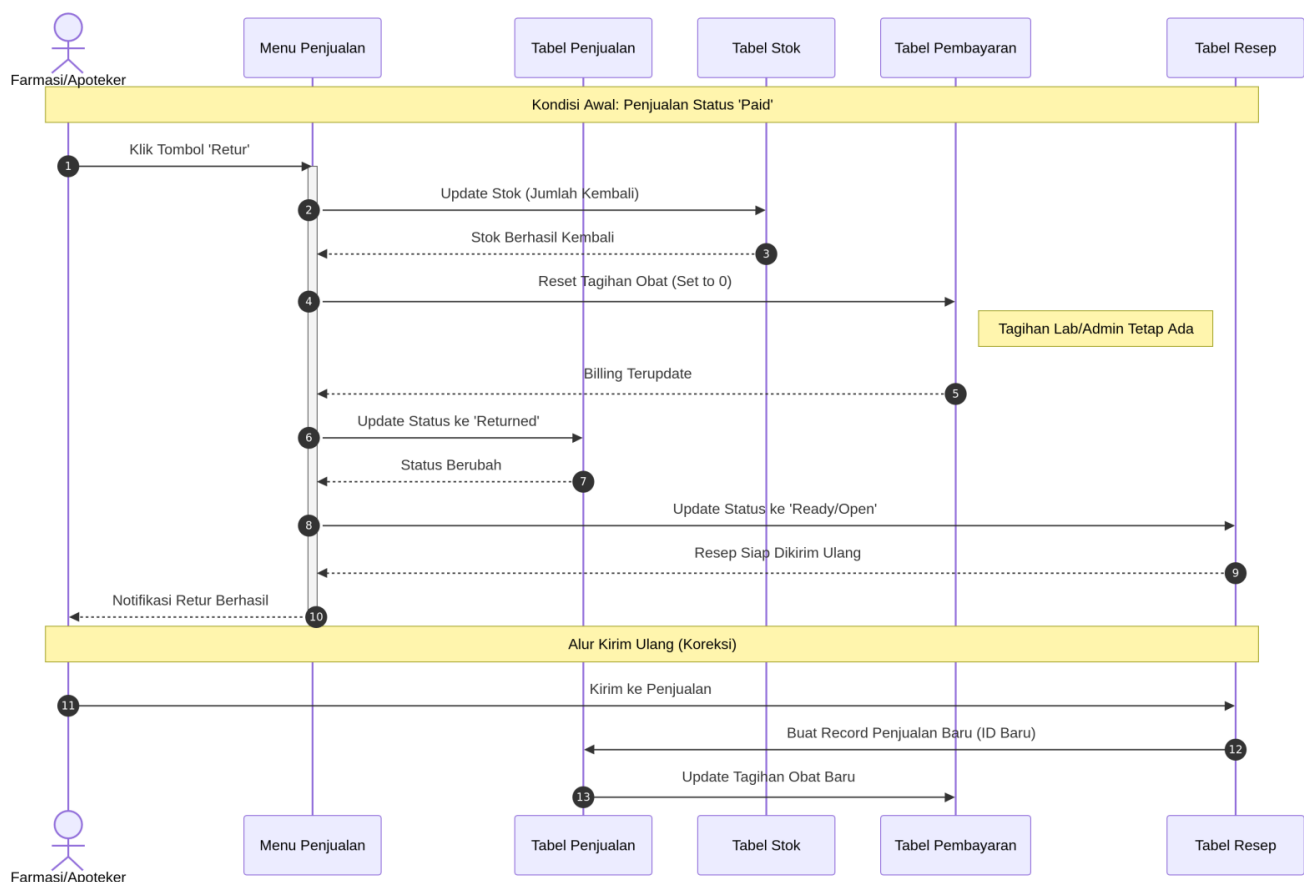 Menu Penjualan
Tabel Penjualan
Tabel Stok
Tabel Pembayaran
Tabel Resep
Farmasi/Apoteker
Kondisi Awal: Penjualan Status 'Paid'
Klik Tombol 'Retur'
1
Update Stok (Jumlah Kembali)
2
Stok Berhasil Kembali
3
Reset Tagihan Obat (Set to 0)
4
Tagihan Lab/Admin Tetap Ada
Billing Terupdate
5
Update Status ke 'Returned'
6
Status Berubah
7
Update Status ke 'Ready/Open'
8
Resep Siap Dikirim Ulang
9
Notifikasi Retur Berhasil
10
Alur Kirim Ulang (Koreksi)
Kirim ke Penjualan
11
Buat Record Penjualan Baru (ID Baru)
12
Update Tagihan Obat Baru
13
Menu Penjualan
Tabel Penjualan
Tabel Stok
Tabel Pembayaran
Tabel Resep
Farmasi/Apoteker